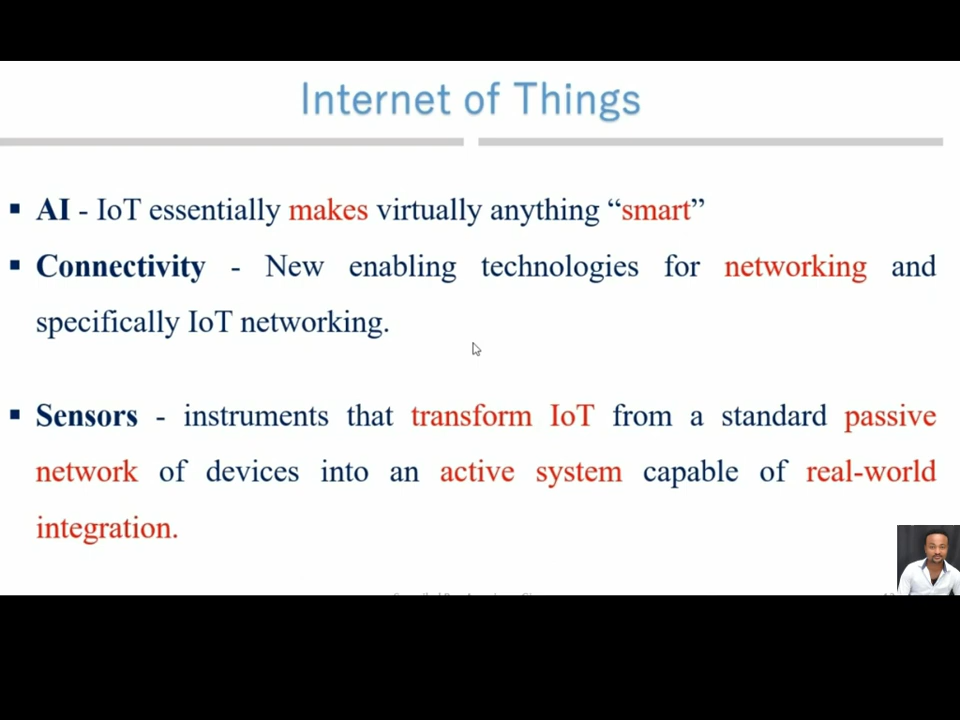 Internet of Things
▪ AI - IoT essentially makes virtually anything “smart”
▪ Connectivity - New enabling technologies for networking and
specifically IoT networking.
▪ Sensors - instruments that transform IoT from a standard passive
network of devices into an active system capable of real-world
integration.